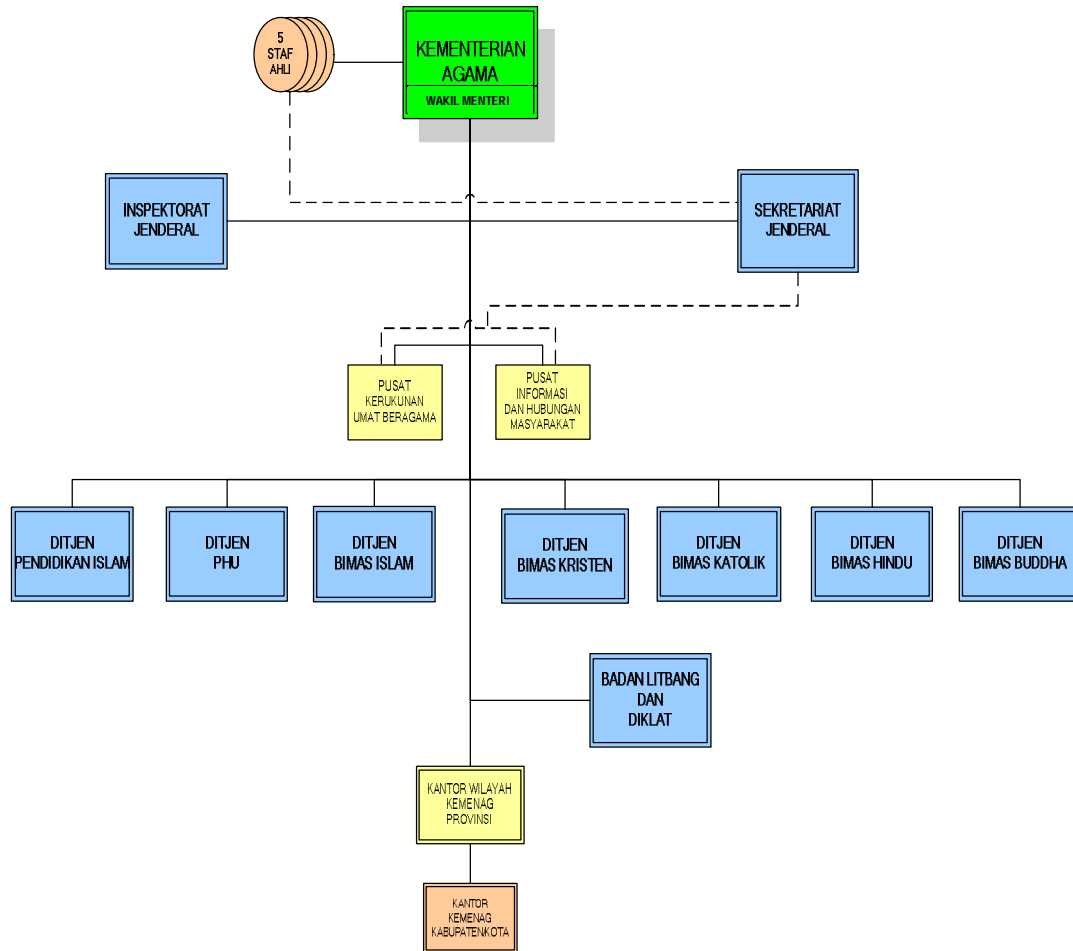 5
STAF
AHLI
KEMENTERIAN
AGAMA
WAKIL MENTERI
INSPEKTORAT
JENDERAL
SEKRETARIAT
JENDERAL
PUSAT
KERUKUNAN
UMAT BERAGAMA
PUSAT
INFORMASI
DAN HUBUNGAN
MASYARAKAT
DITJEN
PENDIDIKAN ISLAM
DITJEN
PHU
DITJEN
BIMAS ISLAM
DITJEN
BIMAS KRISTEN
DITJEN
BIMAS KATOLIK
DITJEN
BIMAS HINDU
DITJEN
BIMAS BUDDHA
BADAN LITBANG
DAN
DIKLAT
KANTOR WILAYAH
KEMENAG
PROVINSI
KANTOR
KEMENAG
KABUPATENKOTA